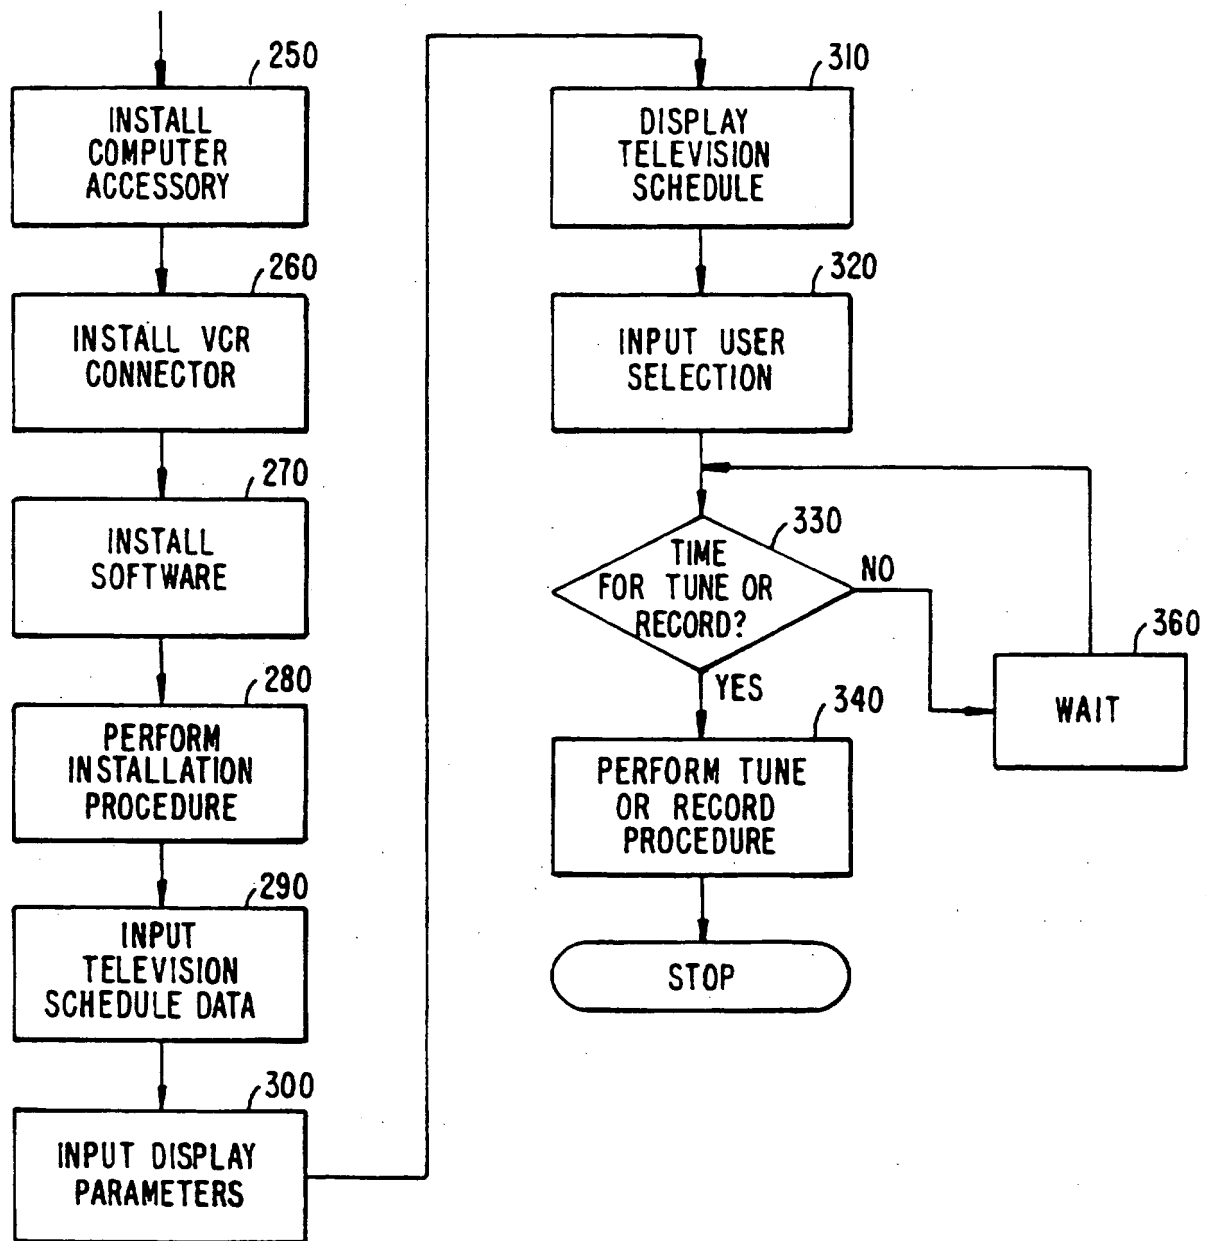 250
INSTALL
COMPUTER
ACCESSORY
260
INSTALL VCR
CONNECTOR
270
INSTALL
SOFTWARE
280
PERFORM
INSTALLATION
PROCEDURE
290
INPUT
TELEVISION
SCHEDULE DATA
300
INPUT DISPLAY
PARAMETERS
310
DISPLAY
TELEVISION
SCHEDULE
320
INPUT USER
SELECTION
330
TIME
FOR TUNE OR
RECORD?
NO
YES
360
WAIT
340
PERFORM TUNE
OR RECORD
PROCEDURE
STOP